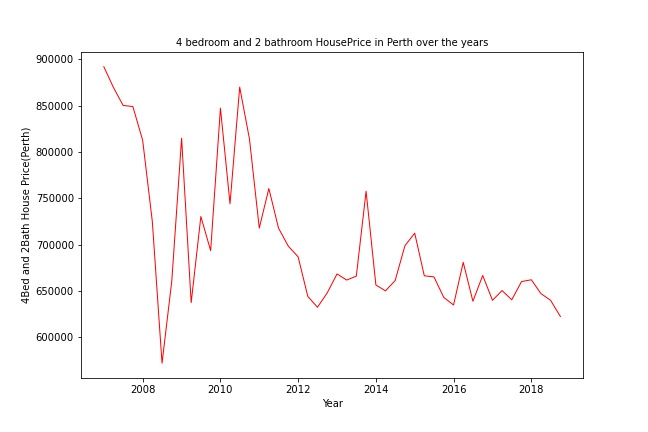 4 bedroom and 2 bathroom HousePrice in Perth over the years
900000
850000
800000
750000
700000
650000
600000
4Bed and 2Bath House Price(Perth)
2008 2010 2012 2014 2016 2018
Year